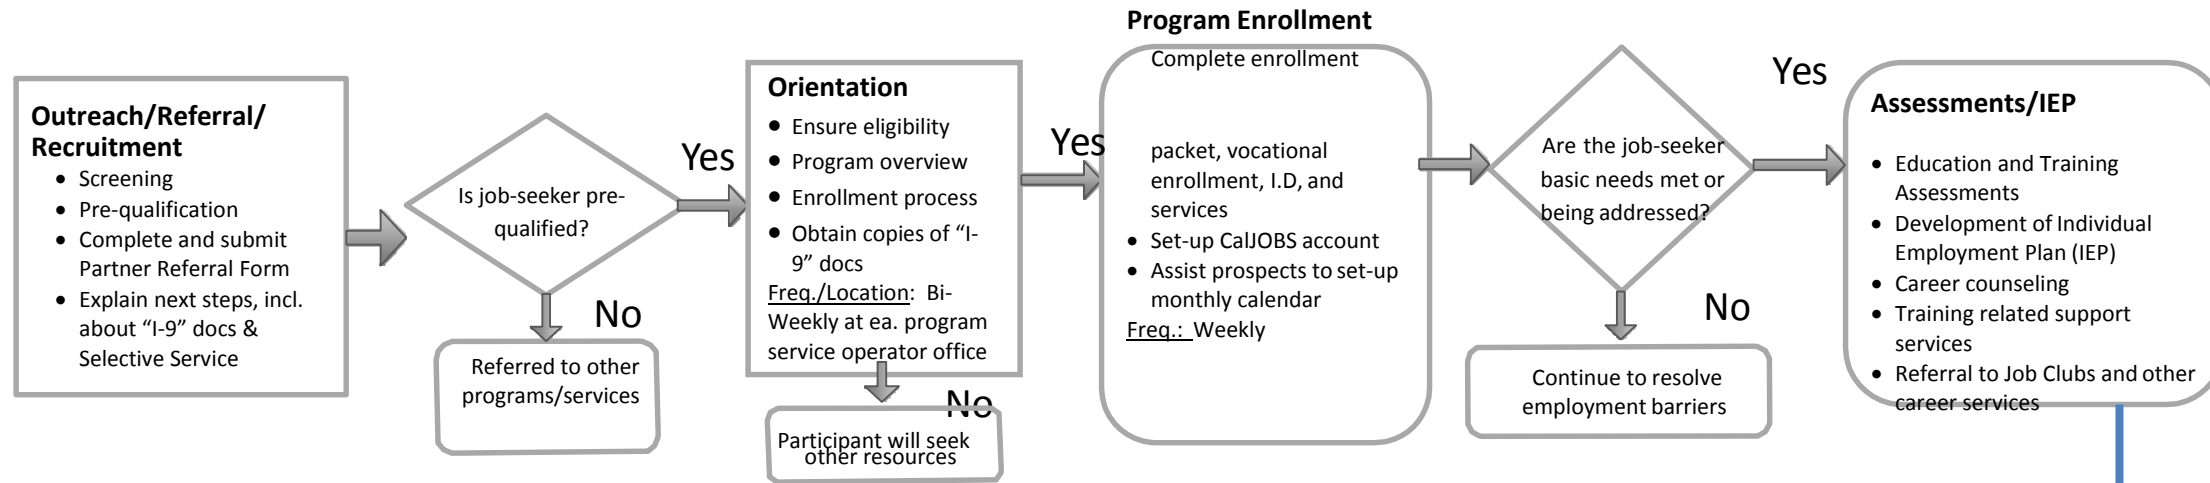 Outreach/Referral/
Recruitment
• Screening
• Pre-qualification
• Complete and submit
Partner Referral Form
• Explain next steps, incl.
about “I-9” docs &
Selective Service
Is job-seeker pre-
qualified?
Yes
No
Referred to other
programs/services
Orientation
• Ensure eligibility
• Program overview
• Enrollment process
• Obtain copies of “I-
9” docs
Freq./Location: Bi-
Weekly at ea. program
service operator office
Yes
No
Participant will seek
other resources
Program Enrollment
Complete enrollment
packet, vocational
enrollment, I.D, and
services
• Set-up CalJOBS account
• Assist prospects to set-up
monthly calendar
Freq.: Weekly
Are the job-seeker
basic needs met or
being addressed?
Yes
No
Continue to resolve
employment barriers
Assessments/IEP
• Education and Training
Assessments
• Development of Individual
Employment Plan (IEP)
• Career counseling
• Training related support
services
• Referral to Job Clubs and other
career services